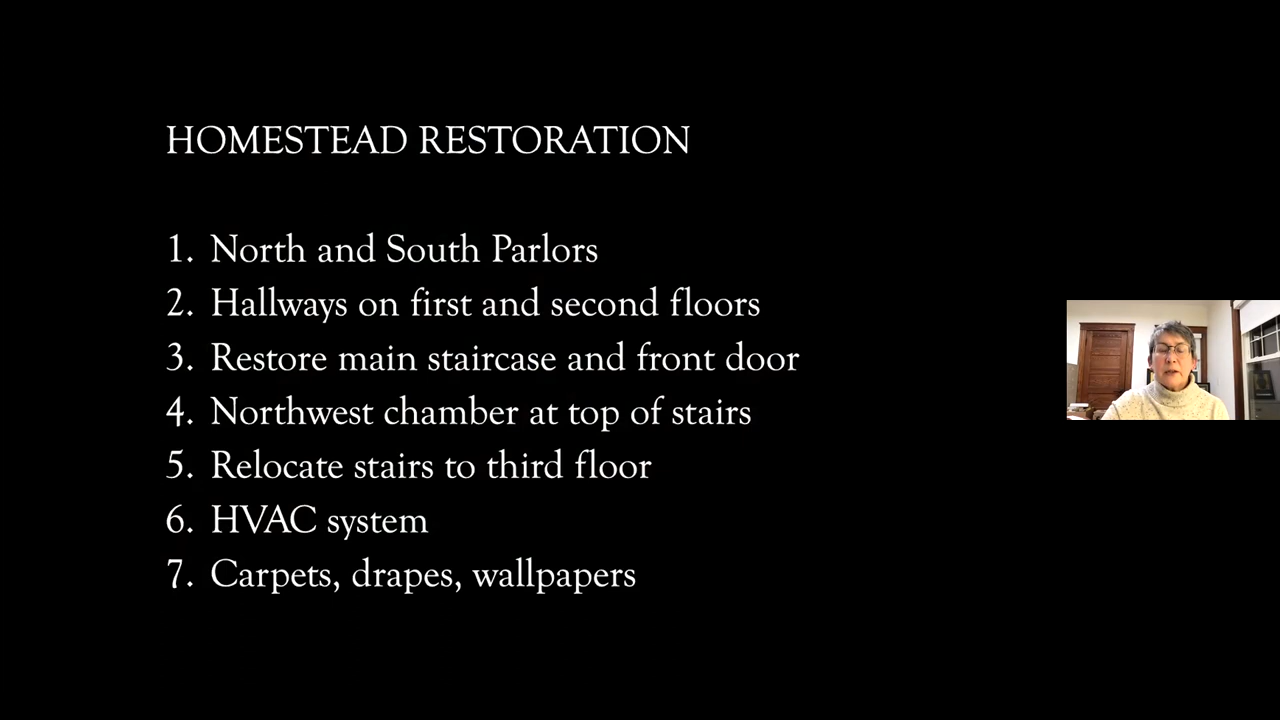 HOMESTEAD RESTORATION
1. North and South Parlors
2. Hallways on first and second floors
3. Restore main staircase and front door
4. Northwest chamber at top of stairs
5. Relocate stairs to third floor
6. HVAC system
7. Carpets, drapes, wallpapers